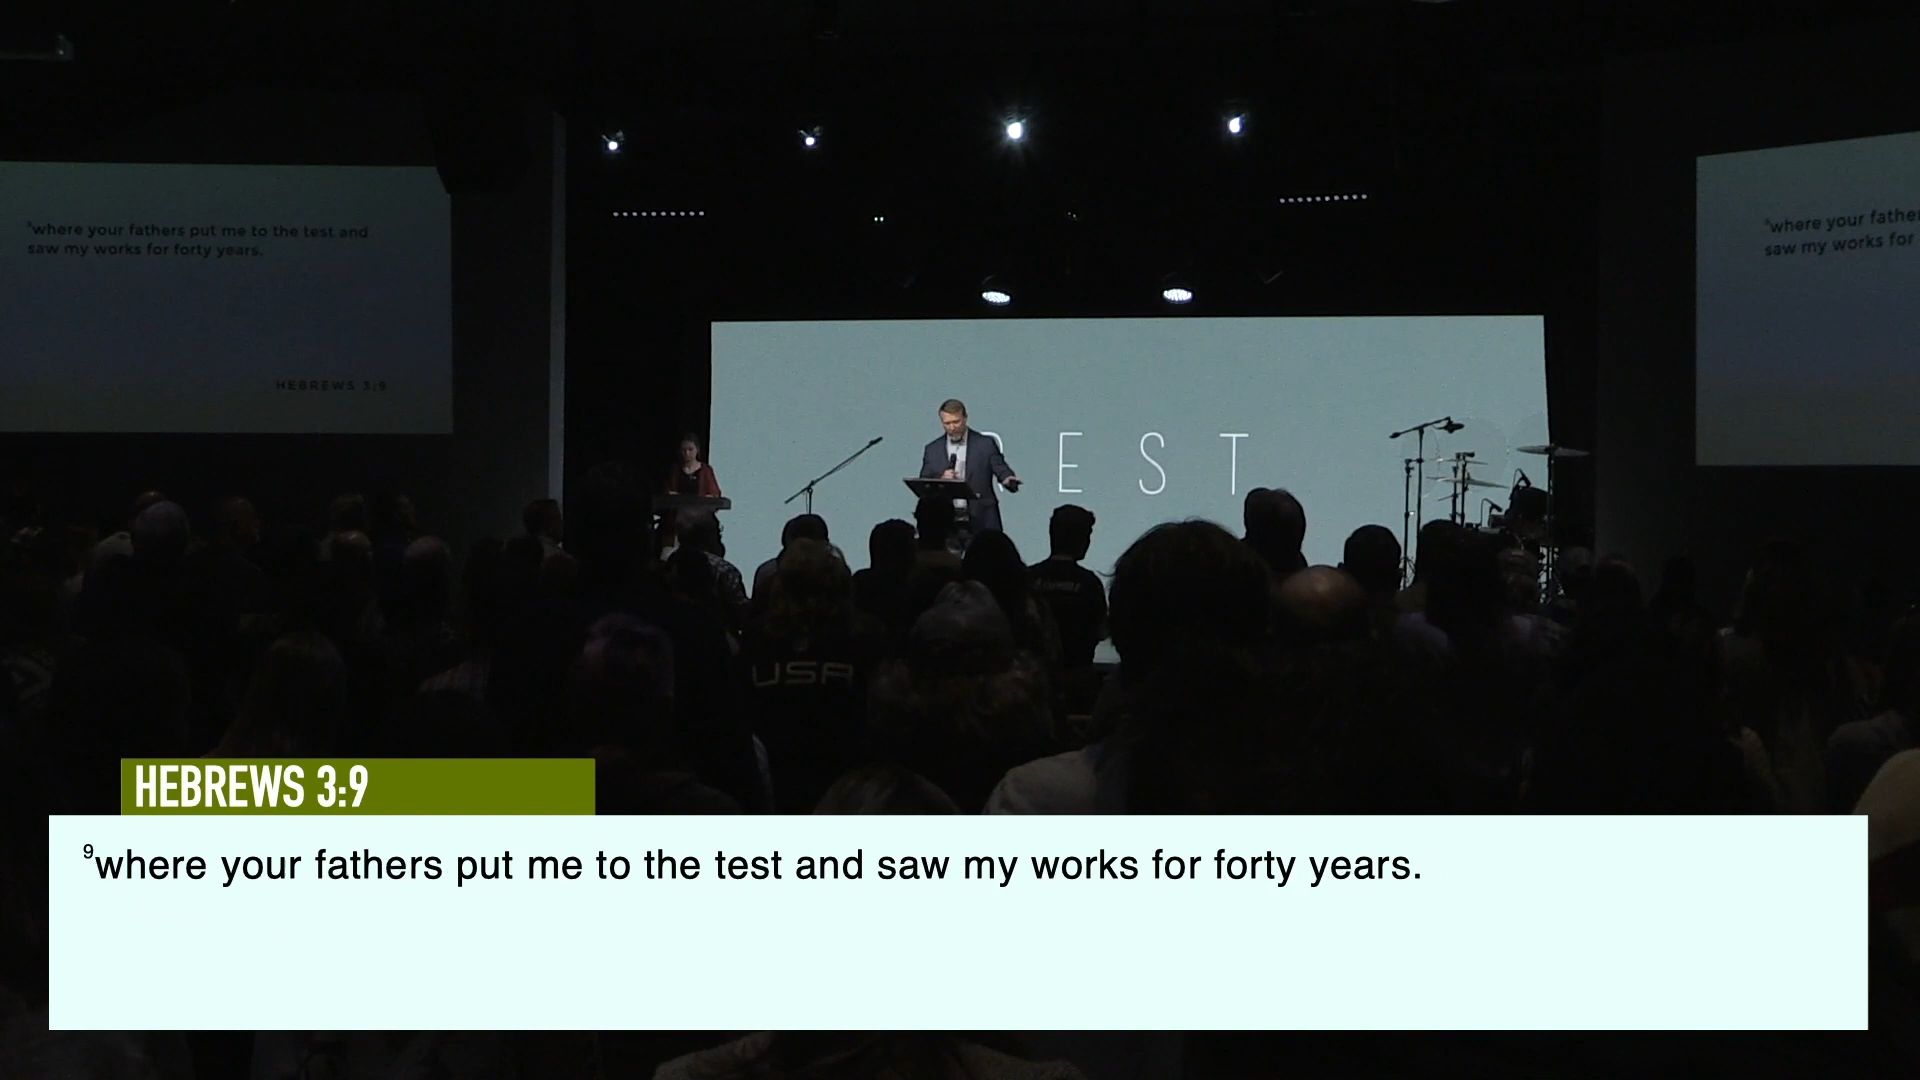 ⁹where your fathers put me to the test and
saw my works for forty years.
HEBREWS 3:9
⁹where your
saw my works for
EST
USA
HEBREWS 3:9
⁹where your fathers put me to the test and saw my works for forty years.